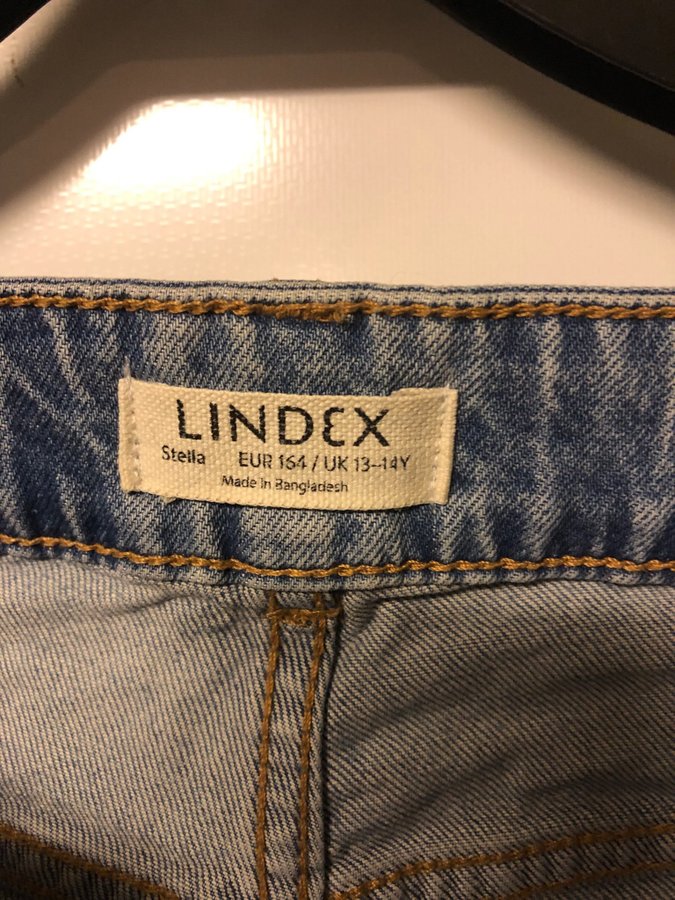 LINDEX
Stella EUR 164 / UK 13-14Y
Made in Bangladesh